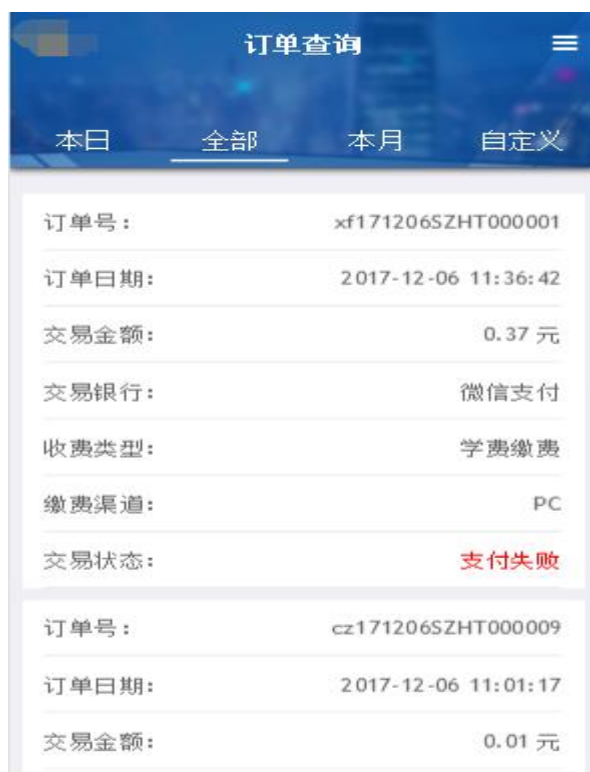 订单查询
本日 全部 本月 自定义
订单号: xf171206SZHT000001
订单日期: 2017-12-06 11:36:42
交易金额: 0.37 元
交易银行: 微信支付
收费类型: 学费缴费
缴费渠道: PC
交易状态: 支付失败
订单号: cz171206SZHT000009
订单日期: 2017-12-06 11:01:17
交易金额: 0.01 元